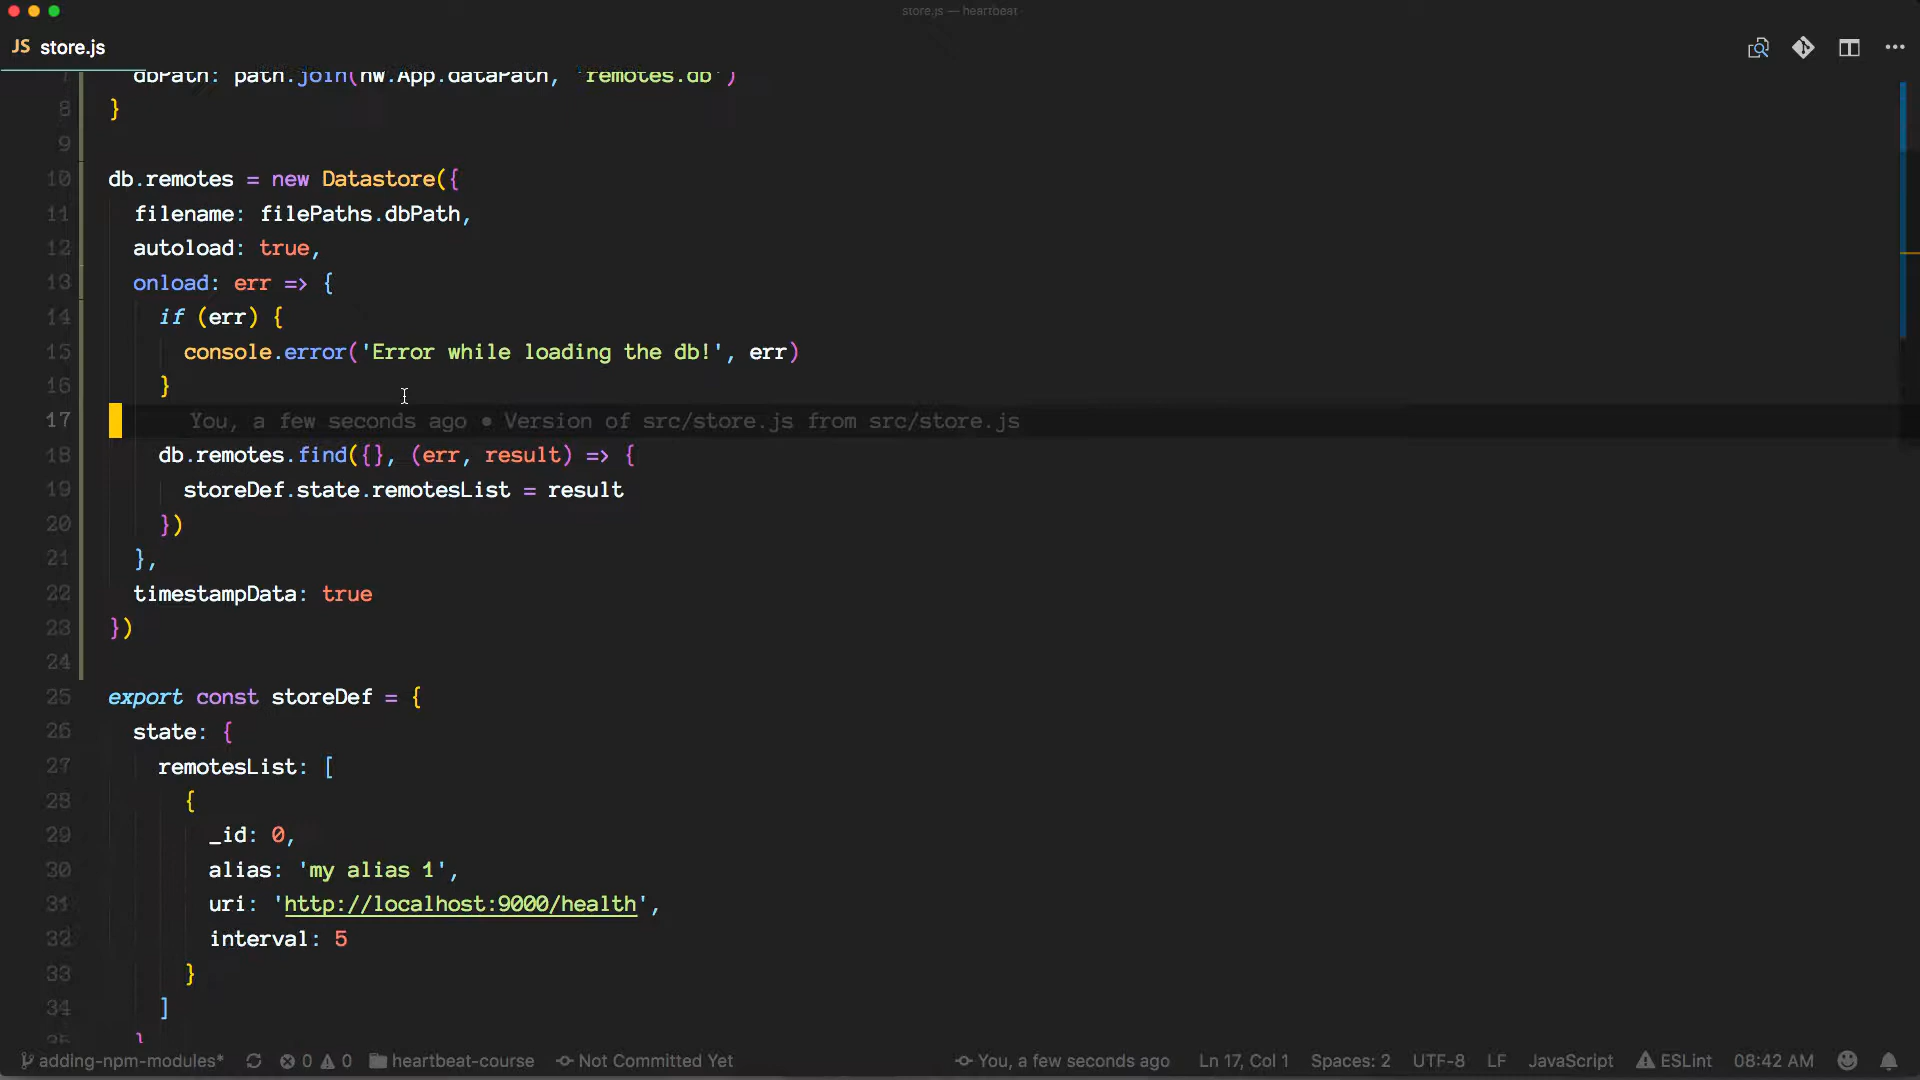 store.js — heartbeat
JS store.js
7 dbPath: path.join(nw.App.dataPath, 'remotes.db')
8 }
9
10 db.remotes = new Datastore({
11 filename: filePaths.dbPath,
12 autoload: true,
13 onload: err => {
14 if (err) {
15 console.error('Error while loading the db!', err)
16 }
17 You, a few seconds ago • Version of src/store.js from src/store.js
18 db.remotes.find({}, (err, result) => {
19 storeDef.state.remotesList = result
20 })
21 },
22 timestampData: true
23 })
24
25 export const storeDef = {
26 state: {
27 remotesList: [
28 {
29 _id: 0,
30 alias: 'my alias 1',
31 uri: 'http://localhost:9000/health',
32 interval: 5
33 }
34 ]
35 }
adding-npm-modules* 0 0 heartbeat-course Not Committed Yet You, a few seconds ago Ln 17, Col 1 Spaces: 2 UTF-8 LF JavaScript ESLint 08:42 AM